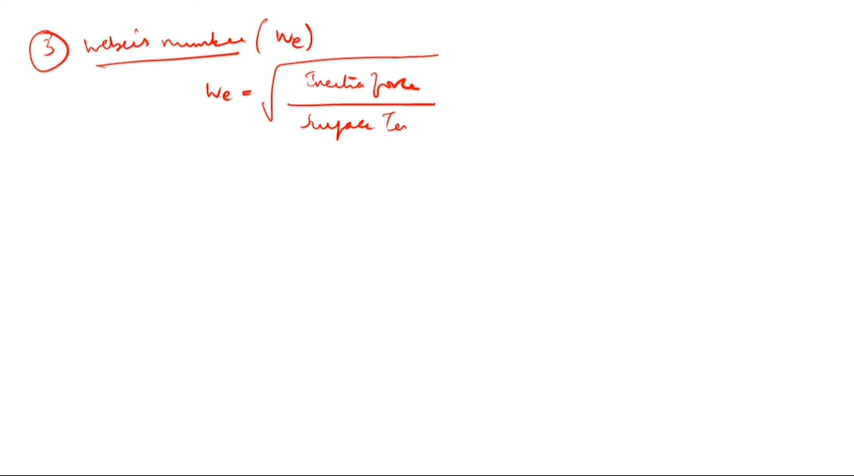 ③ Weber's number (We)
We = √ Inertia force
Surface Ten